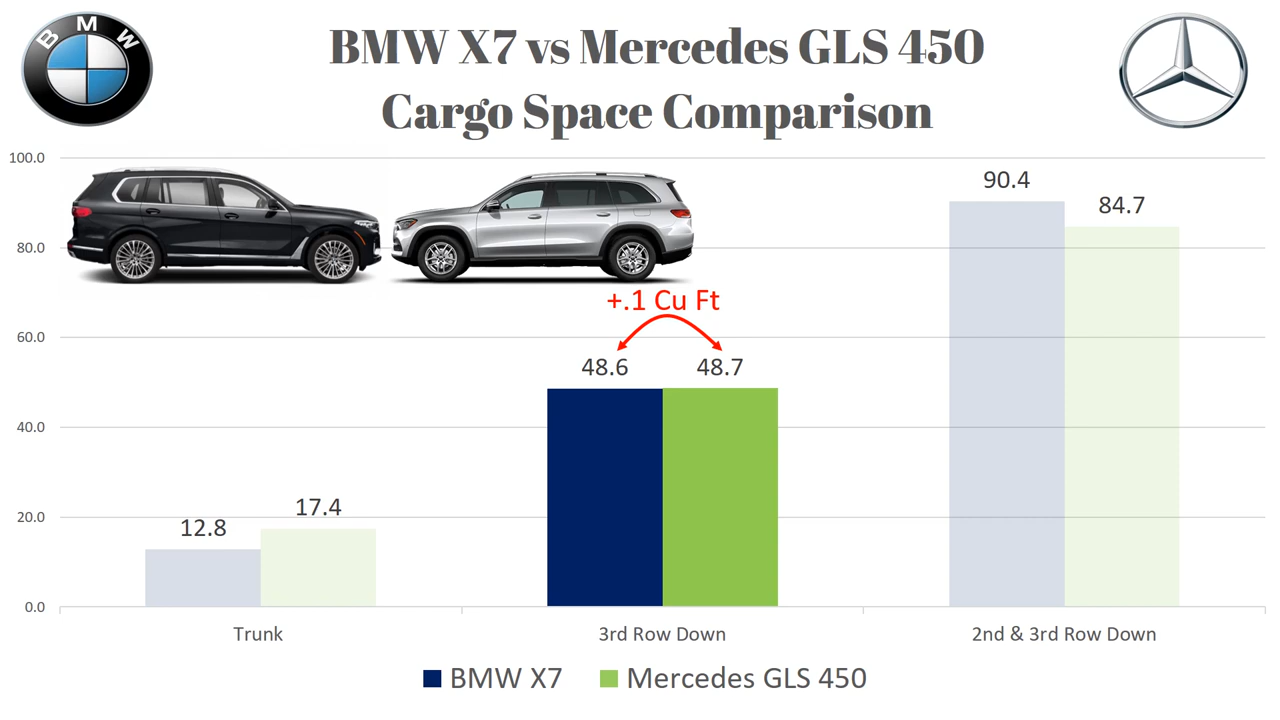 BMW
BMW X7 vs Mercedes GLS 450
Cargo Space Comparison
100.0
80.0
60.0
40.0
20.0
0.0
+.1 Cu Ft
12.8
17.4
48.6
48.7
90.4
84.7
Trunk
3rd Row Down
2nd & 3rd Row Down
BMW X7
Mercedes GLS 450